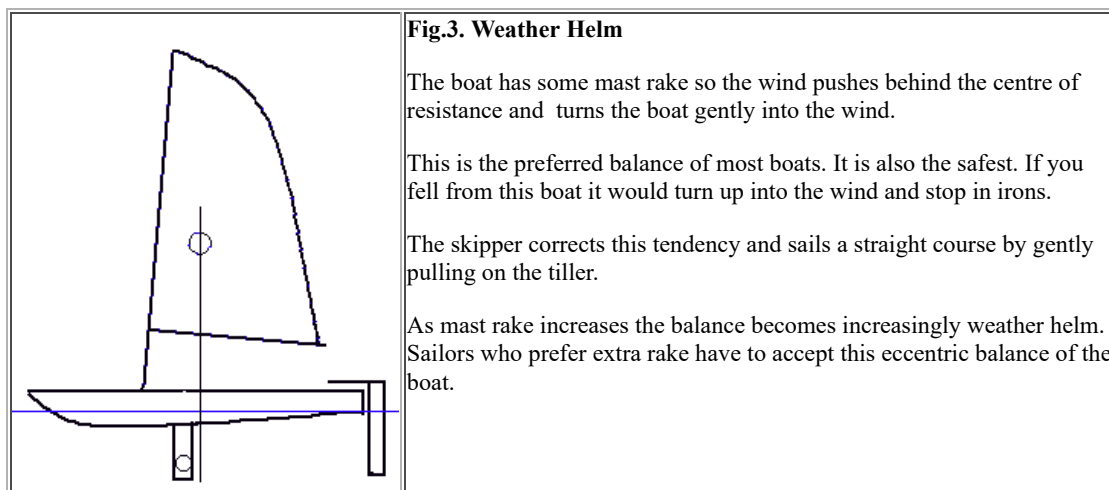 Fig.3. Weather Helm
The boat has some mast rake so the wind pushes behind the centre of
resistance and  turns the boat gently into the wind.
This is the preferred balance of most boats. It is also the safest. If you
fell from this boat it would turn up into the wind and stop in irons.
The skipper corrects this tendency and sails a straight course by gently
pulling on the tiller.
As mast rake increases the balance becomes increasingly weather helm.
Sailors who prefer extra rake have to accept this eccentric balance of the
boat.